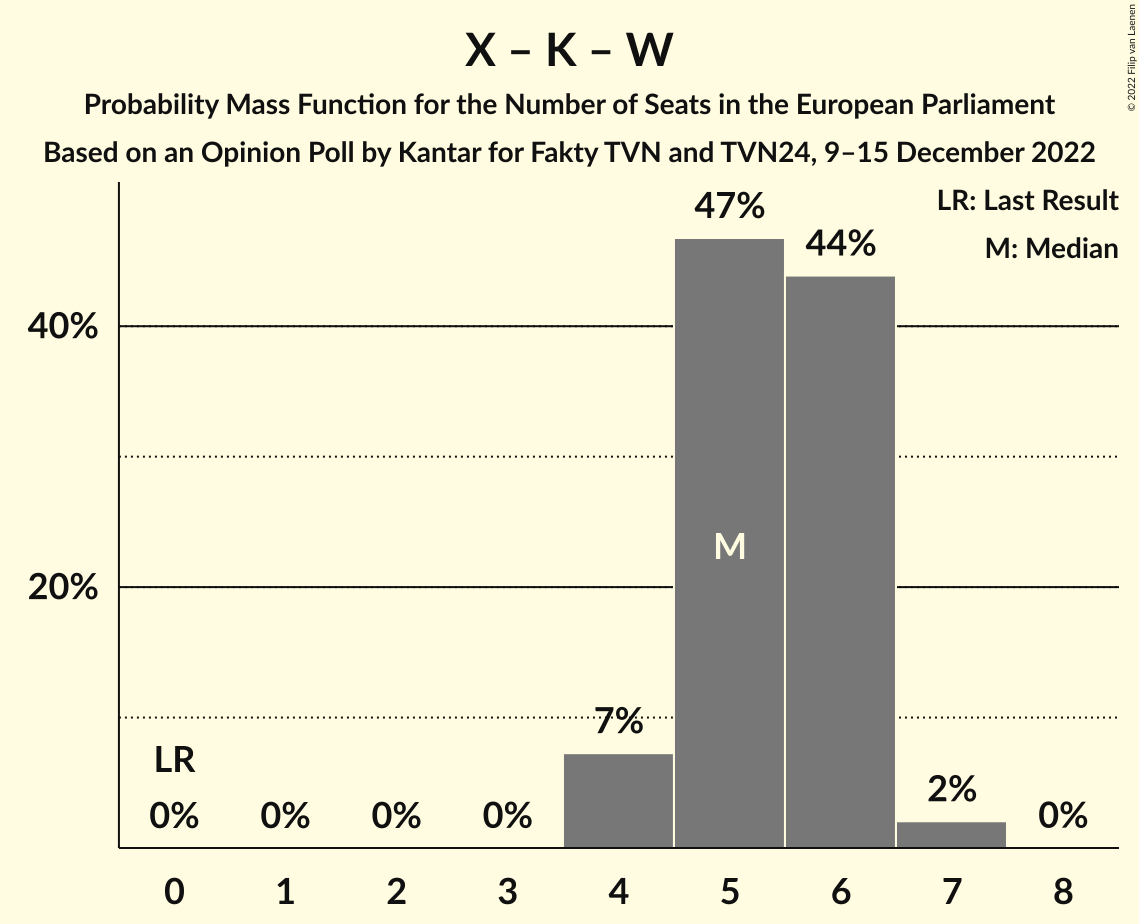 X – K – W
Probability Mass Function for the Number of Seats in the European Parliament
Based on an Opinion Poll by Kantar for Fakty TVN and TVN24, 9–15 December 2022
© 2022 Filip van Laenen
LR: Last Result
M: Median
47%
44%
40%
M
20%
7%
LR
2%
0% 0% 0% 0% 0%
0 1 2 3 4 5 6 7 8